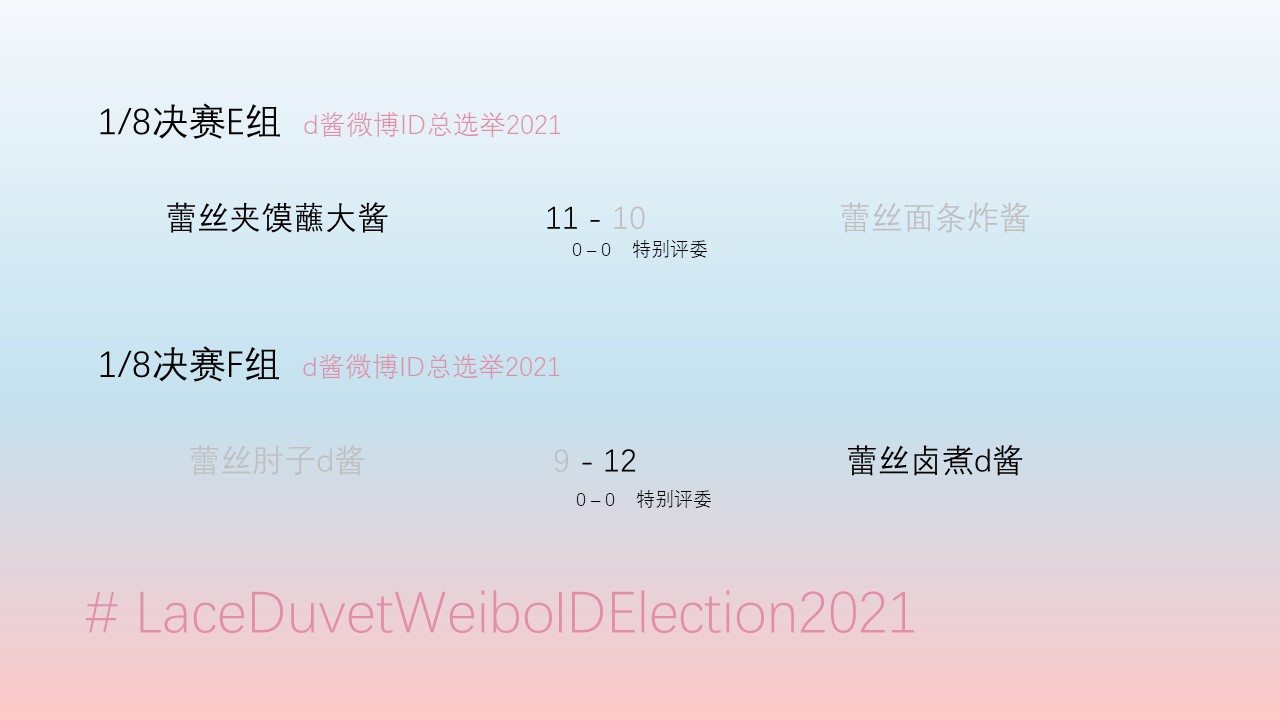 1/8决赛E组 d酱微博ID总选举2021
蕾丝夹馍蘸大酱 11 - 10 蕾丝面条炸酱
0 – 0 特别评委
1/8决赛F组 d酱微博ID总选举2021
蕾丝肘子d酱 9 - 12 蕾丝卤煮d酱
0 – 0 特别评委
# LaceDuvetWeiboIDElection2021